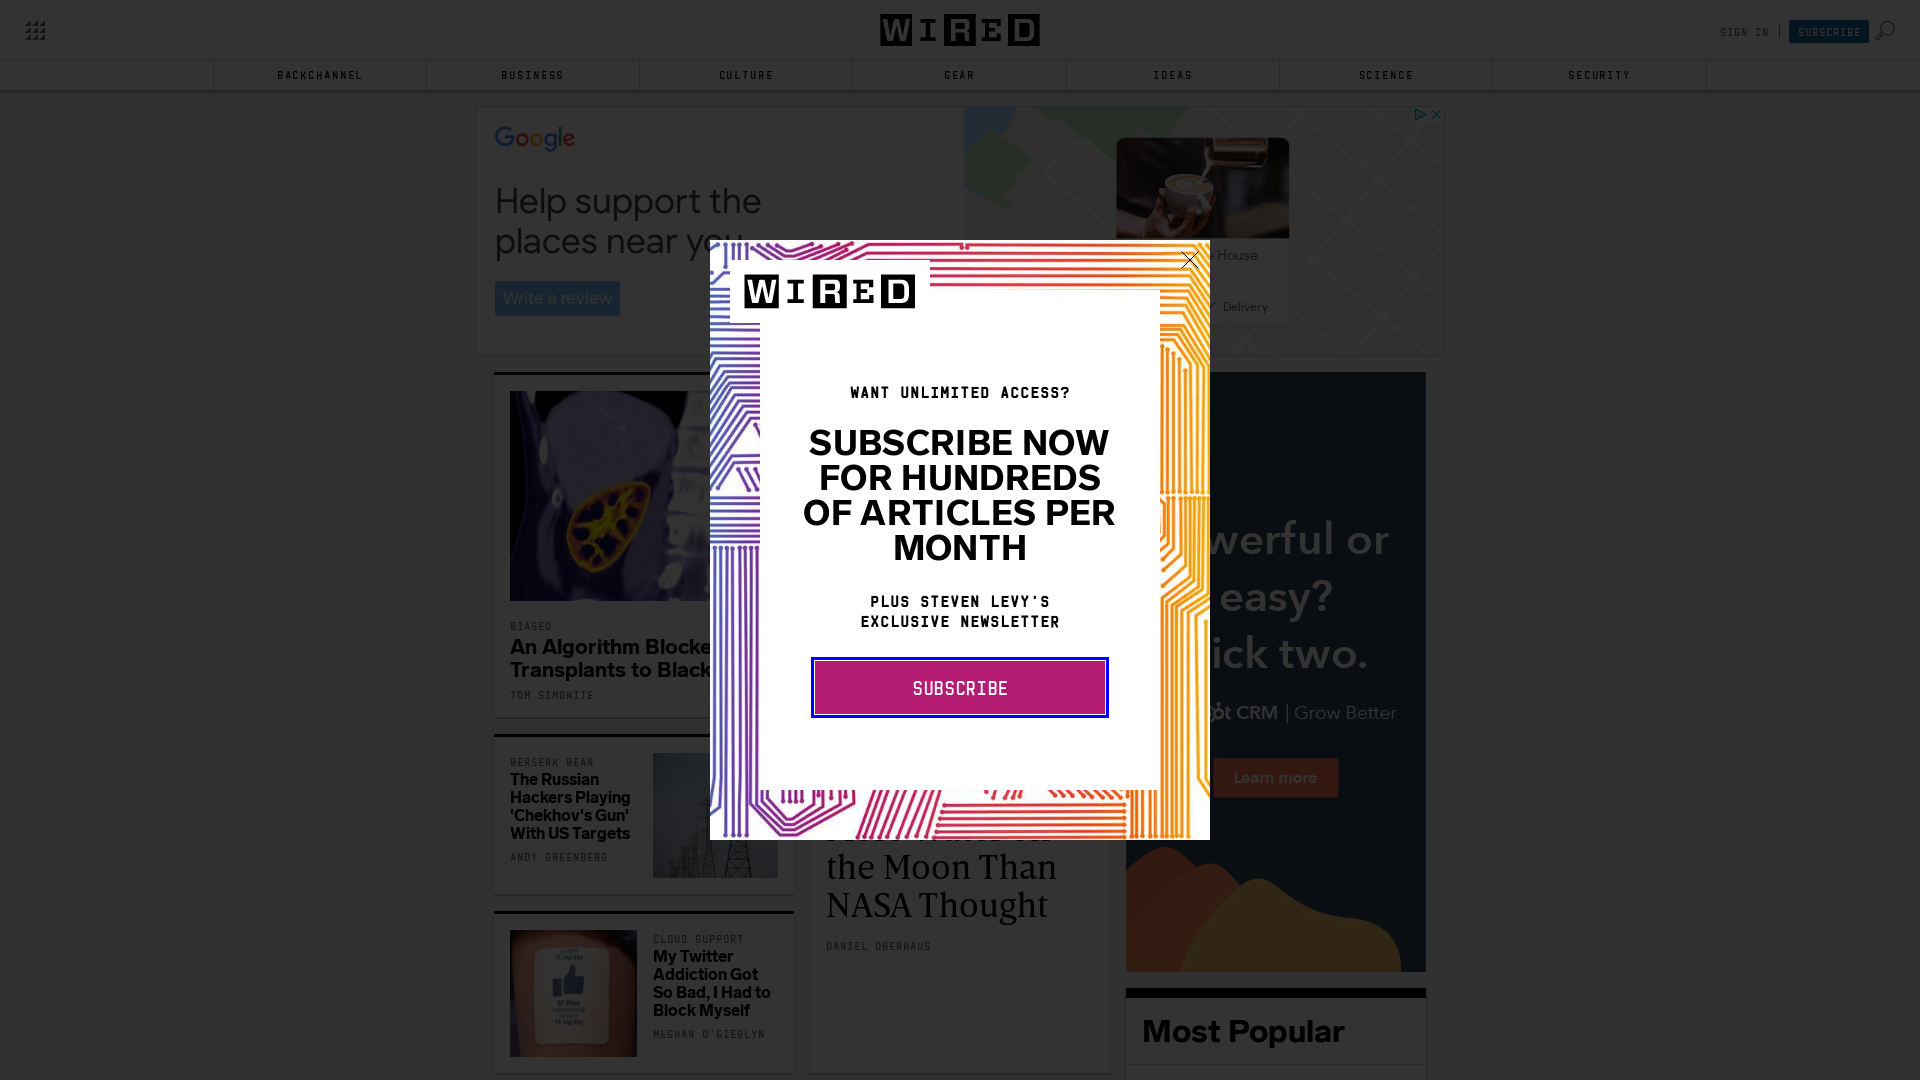 WIRED
SIGN IN
SUBSCRIBE
BACKCHANNEL
BUSINESS
CULTURE
GEAR
IDEAS
SCIENCE
SECURITY
Google
Help support the
places near you
Write a review
House
Delivery
WIRED
WANT UNLIMITED ACCESS?
SUBSCRIBE NOW
FOR HUNDREDS
OF ARTICLES PER
MONTH
PLUS STEVEN LEVY'S
EXCLUSIVE NEWSLETTER
SUBSCRIBE
BIASED
An Algorithm
Transplants to
TOM SIMONITE
BERSERK BEAR
The Russian
Hackers Playing
'Chekhov's Gun'
With US Targets
ANDY GREENBERG
CLOUD SUPPORT
My Twitter
Addiction Got
So Bad, I Had to
Block Myself
MEGHAN O'GIEBLYN
the Moon Than
NASA Thought
DANIEL OBERHAUS
or
easy?
two.
CRM | Grow Better
Learn more
Most Popular